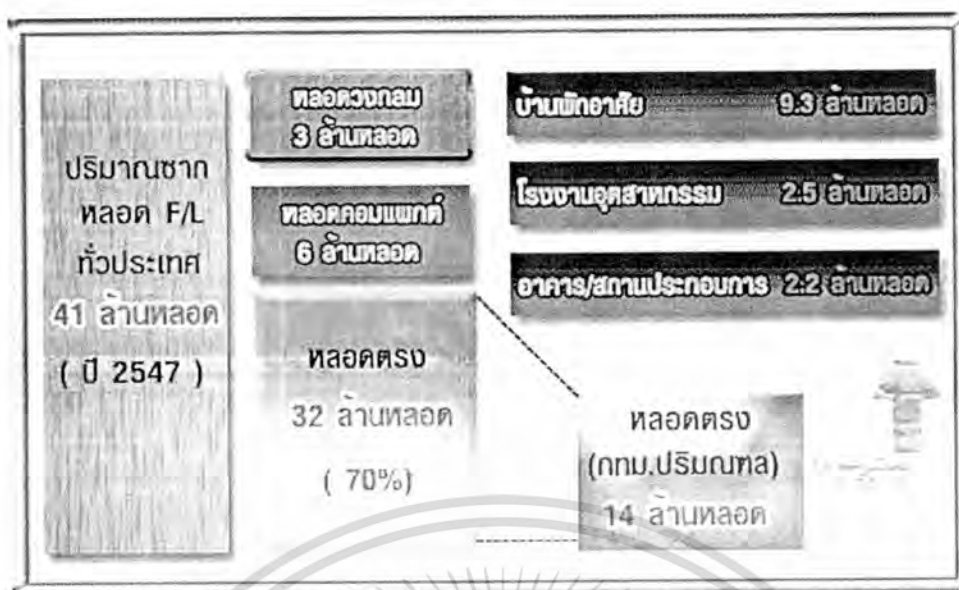 ปริมาณซาก
หลอด F/L
ทั่วประเทศ
41 ล้านหลอด
( ปี 2547 )
หลอดวงกลม
3 ล้านหลอด
หลอดคอมแพกต์
6 ล้านหลอด
หลอดตรง
32 ล้านหลอด
( 70%)
บ้านพักอาศัย 9.3 ล้านหลอด
โรงงานอุตสาหกรรม 2.5 ล้านหลอด
อาคาร/สถานประกอบการ 2.2 ล้านหลอด
หลอดตรง
(กทม.ปริมณฑล)
14 ล้านหลอด